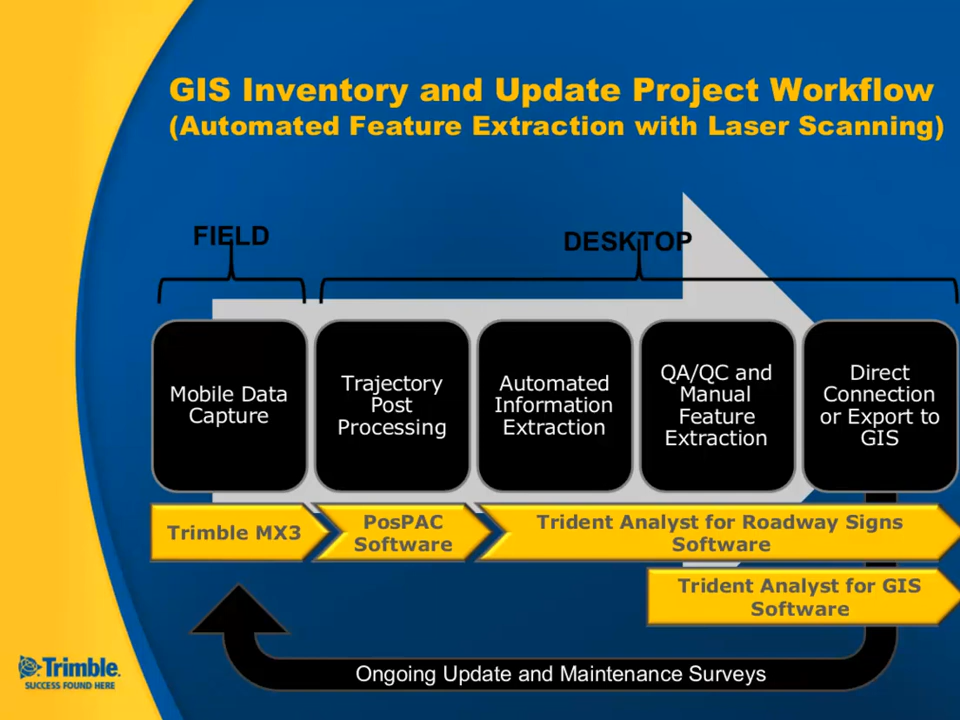 GIS Inventory and Update Project Workflow
(Automated Feature Extraction with Laser Scanning)
FIELD
DESKTOP
Mobile Data
Capture
Trajectory
Post
Processing
Automated
Information
Extraction
QA/QC and
Manual
Feature
Extraction
Direct
Connection
or Export to
GIS
Trimble MX3
PosPAC
Software
Trident Analyst for Roadway Signs
Software
Trident Analyst for GIS
Software
Ongoing Update and Maintenance Surveys
Trimble.
SUCCESS FOUND HERE